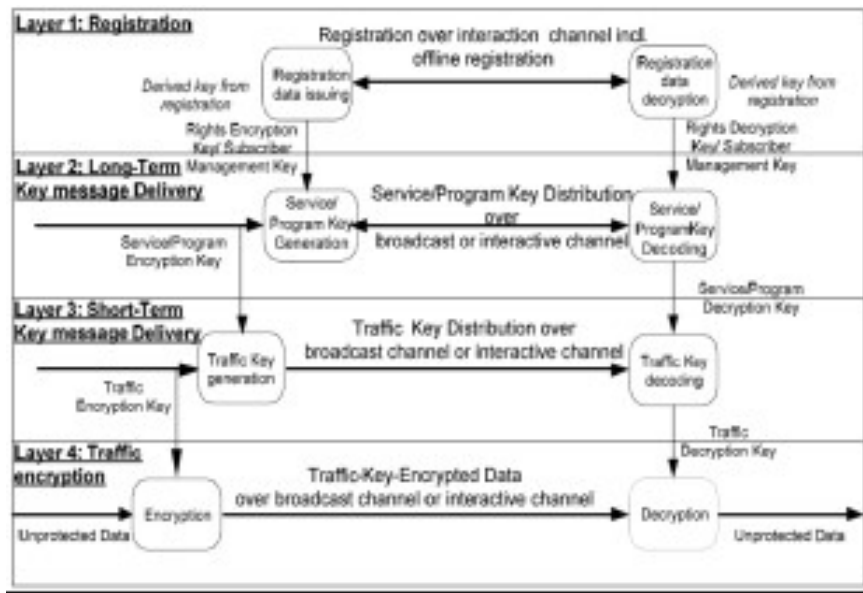 Layer 1: Registration
Registration over interaction channel incl.
offline registration
Registration
data issuing
Registration
data
decryption
Derived key from
registration
Derived key from
registration
Rights Encryption
Key/ Subscriber
Management Key
Rights Decryption
Key/ Subscriber
Management Key
Layer 2: Long-Term
Key message Delivery
Service/
Program Key
Generation
Service/Program Key Distribution
over
broadcast or interactive channel
Service/
ProgramKey
Decoding
Service/Program
Encryption Key
Service/Program
Decryption Key
Layer 3: Short-Term
Key message Delivery
Traffic Key
generation
Traffic Key Distribution over
broadcast channel or interactive channel
Traffic Key
decoding
Traffic
Encryption Key
Traffic
Decryption Key
Layer 4: Traffic
encryption
Encryption
Traffic-Key-Encrypted Data
over broadcast channel or interactive channel
Decryption
Unprotected Data
Unprotected Data